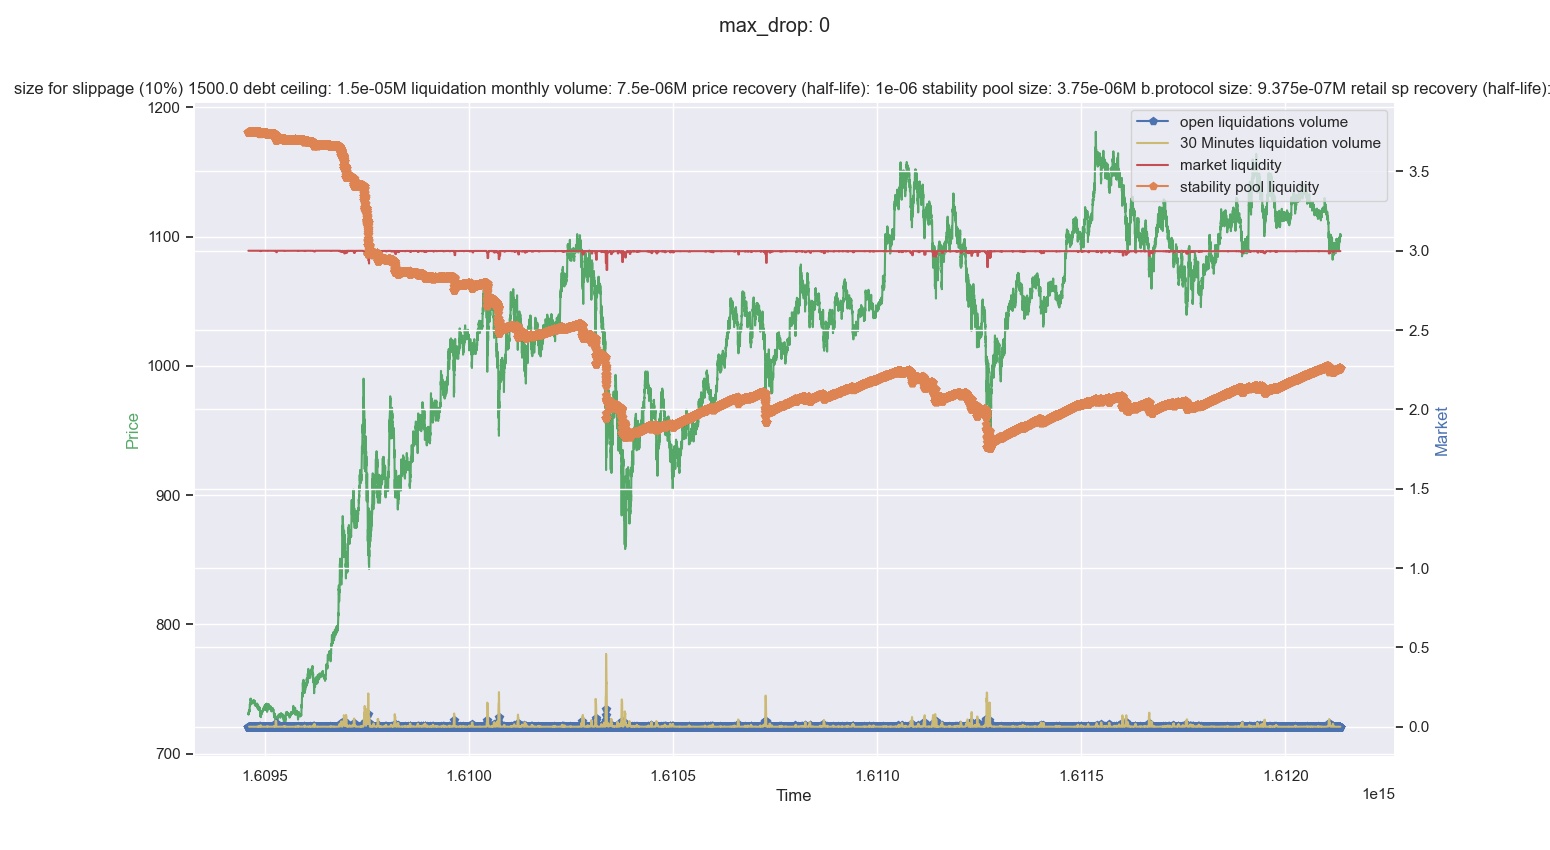 max_drop: 0
size for slippage (10%) 1500.0 debt ceiling: 1.5e-05M liquidation monthly volume: 7.5e-06M price recovery (half-life): 1e-06 stability pool size: 3.75e-06M b.protocol size: 9.375e-07M retail sp recovery (half-life):
1200
open liquidations volume
30 Minutes liquidation volume
market liquidity
stability pool liquidity
3.5
1100
3.0
2.5
1000
2.0
Price
Market
900
1.5
1.0
800
0.5
0.0
700
1.6095 1.6100 1.6105 1.6110 1.6115 1.6120
Time
1e15